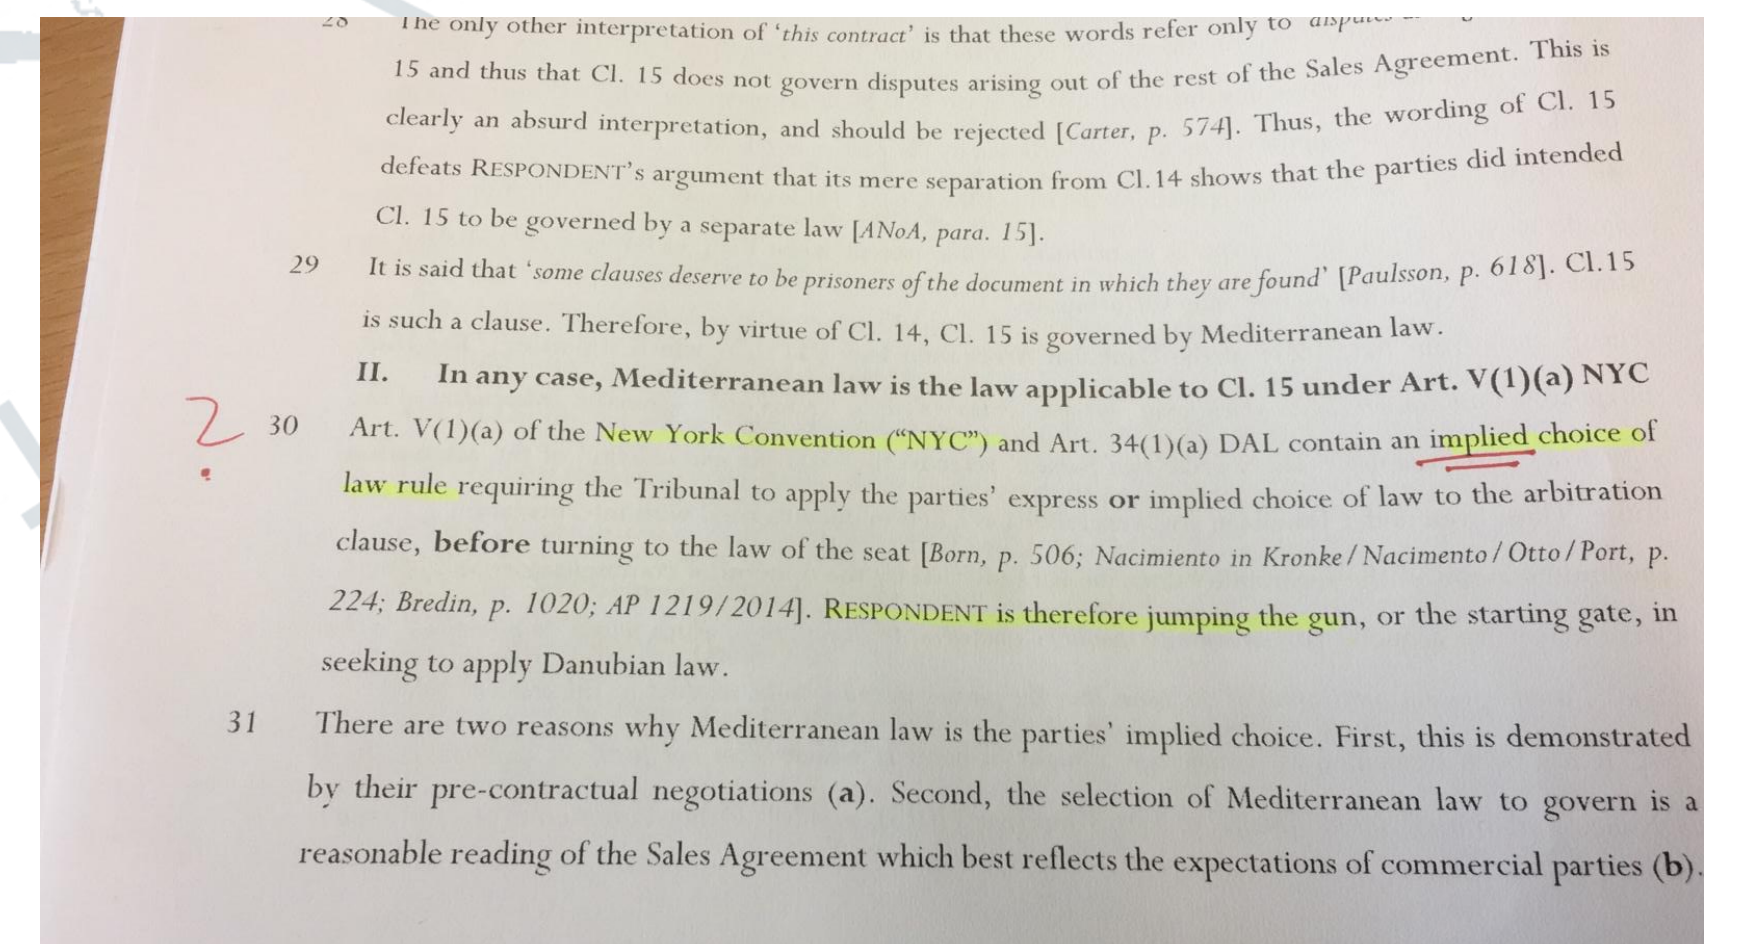 28 The only other interpretation of ‘this contract’ is that these words refer only to disputes
15 and thus that Cl. 15 does not govern disputes arising out of the rest of the Sales Agreement. This is
clearly an absurd interpretation, and should be rejected [Carter, p. 574]. Thus, the wording of Cl. 15
defeats RESPONDENT’s argument that its mere separation from Cl.14 shows that the parties did intended
Cl. 15 to be governed by a separate law [ANoA, para. 15].
29 It is said that ‘some clauses deserve to be prisoners of the document in which they are found’ [Paulsson, p. 618]. Cl.15
is such a clause. Therefore, by virtue of Cl. 14, Cl. 15 is governed by Mediterranean law.
II. In any case, Mediterranean law is the law applicable to Cl. 15 under Art. V(1)(a) NYC
?
30 Art. V(1)(a) of the New York Convention (“NYC”) and Art. 34(1)(a) DAL contain an implied choice of
law rule requiring the Tribunal to apply the parties’ express or implied choice of law to the arbitration
clause, before turning to the law of the seat [Born, p. 506; Nacimiento in Kronke/Nacimento/Otto/Port, p.
224; Bredin, p. 1020; AP 1219/2014]. RESPONDENT is therefore jumping the gun, or the starting gate, in
seeking to apply Danubian law.
31 There are two reasons why Mediterranean law is the parties’ implied choice. First, this is demonstrated
by their pre-contractual negotiations (a). Second, the selection of Mediterranean law to govern is a
reasonable reading of the Sales Agreement which best reflects the expectations of commercial parties (b).